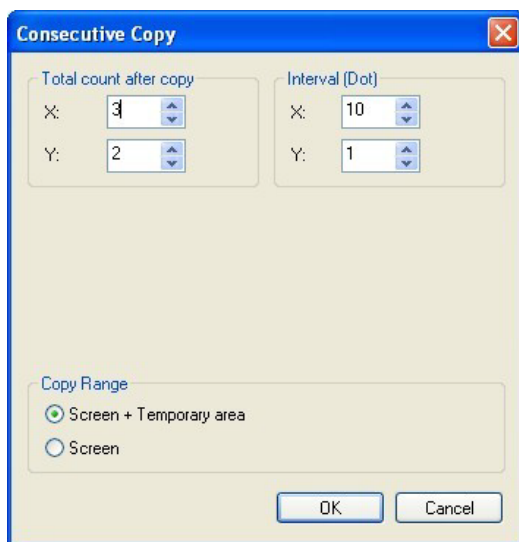 Consecutive Copy
Total count after copy
X: 3
Y: 2
Interval (Dot)
X: 10
Y: 1
Copy Range
Screen + Temporary area
Screen
OK Cancel